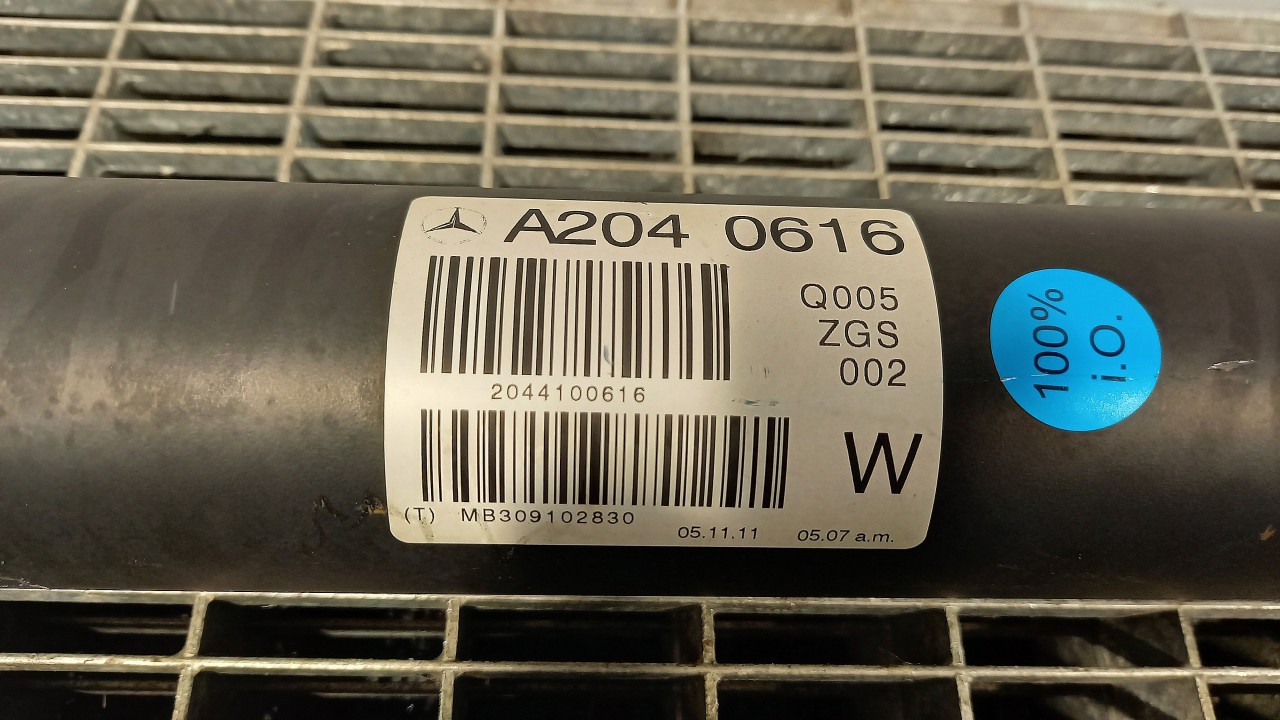 A204 0616
Q005
ZGS
002
2044100616
W
(T) MB309102830
05.11.11 05.07 a.m.
100%
i.O.